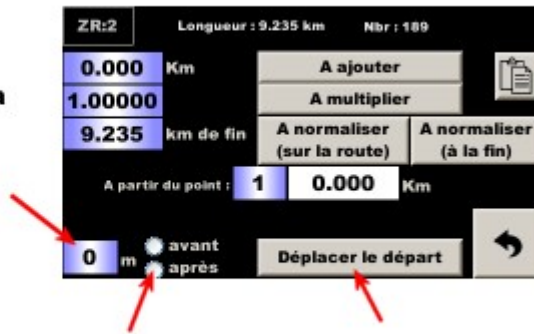 ZR:2 Longueur : 9.235 km Nbr : 189
0.000 Km A ajouter
1.00000 A multiplier
9.235 km de fin A normaliser (sur la route) A normaliser (à la fin)
A partir du point : 1 0.000 Km
0 m avant
après
Déplacer le départ